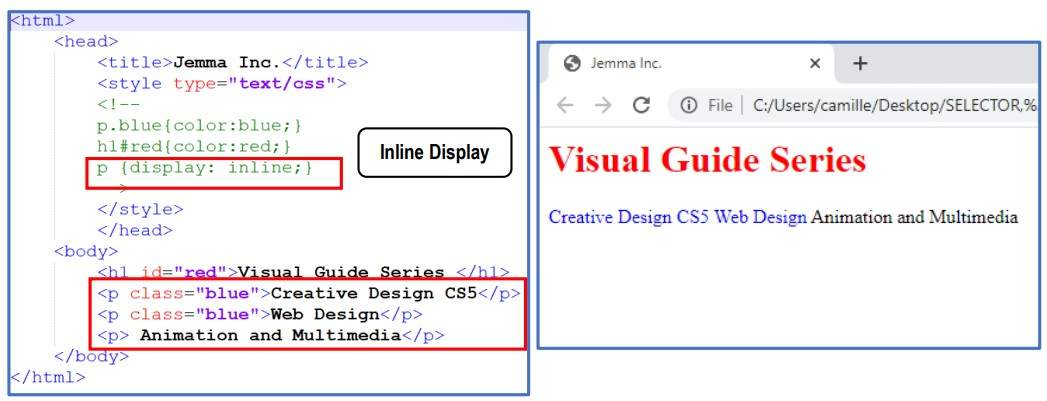 <html>
<head>
<title>Jemma Inc.</title>
<style type="text/css">
<!--
p.blue{color:blue;}
h1#red{color:red;}
p {display: inline;}
>
</style>
</head>
<body>
<h1 id="red">Visual Guide Series </h1>
<p class="blue">Creative Design CS5</p>
<p class="blue">Web Design</p>
<p> Animation and Multimedia</p>
</body>
</html>
Inline Display
Jemma Inc.
File | C:/Users/camille/Desktop/SELECTOR,%
Visual Guide Series
Creative Design CS5 Web Design Animation and Multimedia